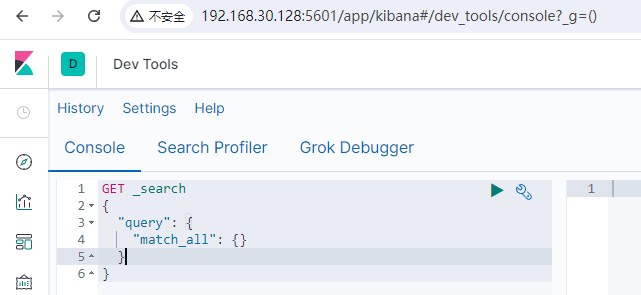 不安全 192.168.30.128:5601/app/kibana#/dev_tools/console?_g=()
D Dev Tools
History Settings Help
Console Search Profiler Grok Debugger
1 GET _search
2 {
3 "query": {
4 "match_all": {}
5 }
6 }
1